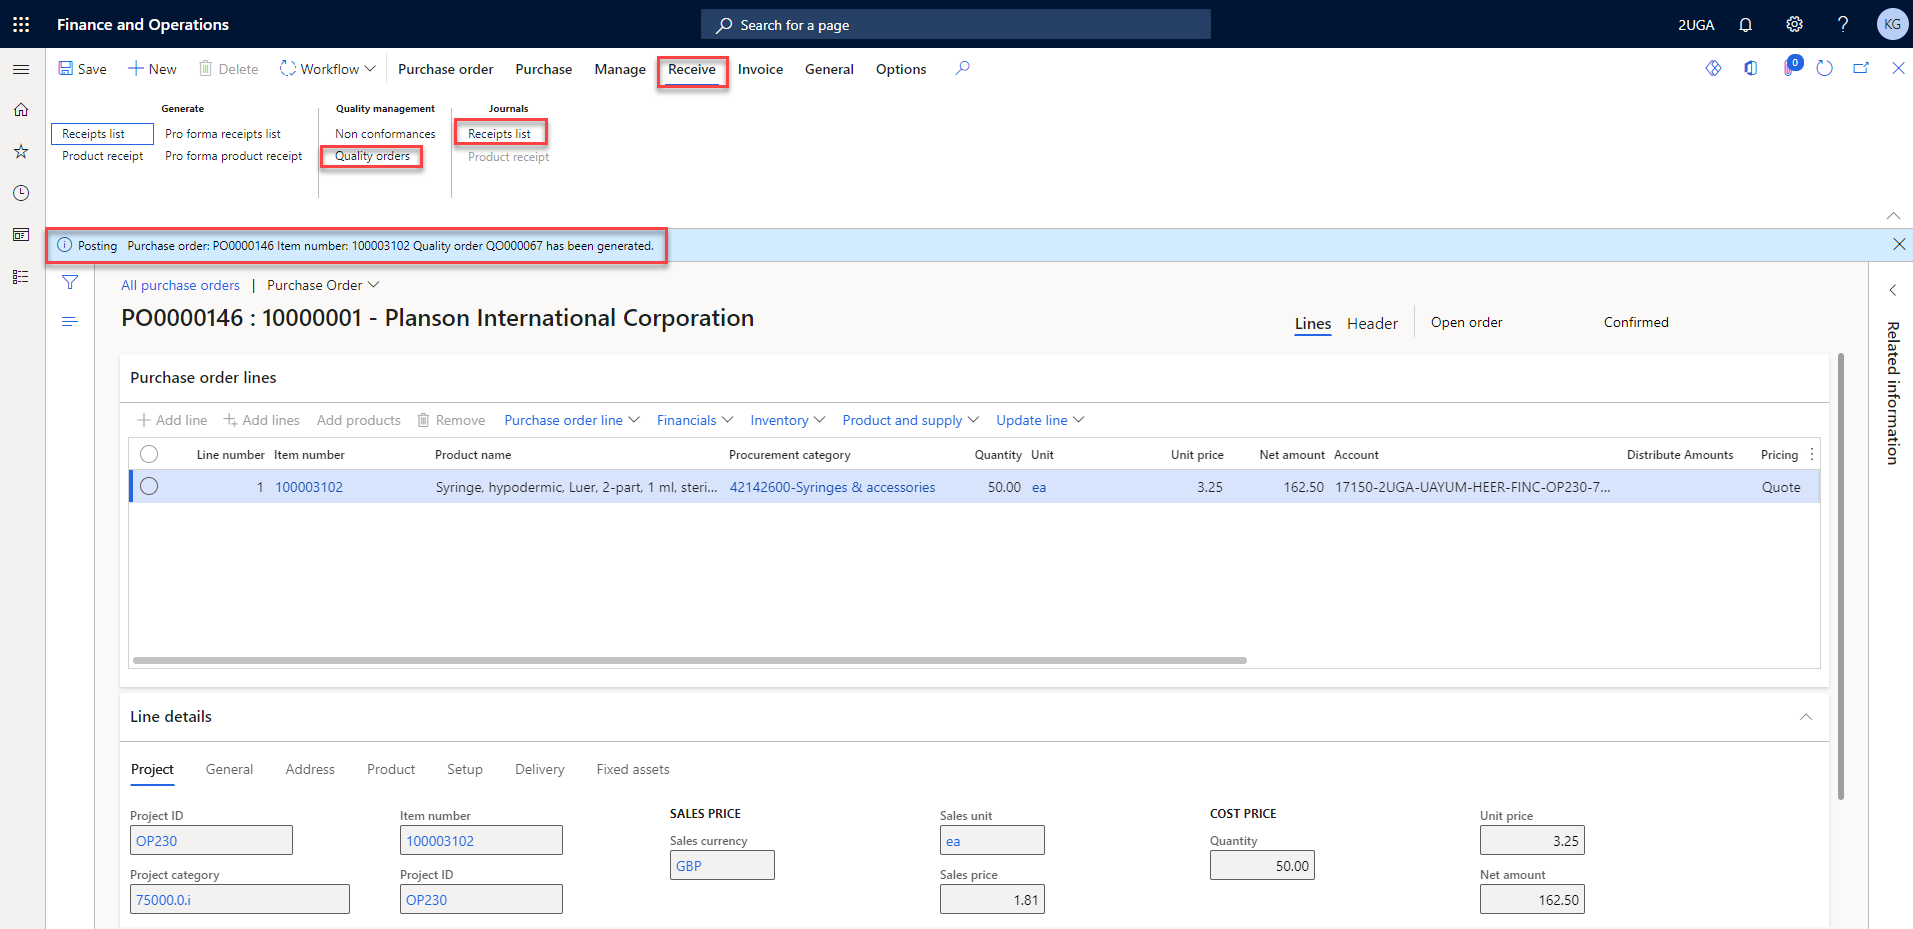 Finance and Operations
Search for a page
2UGA
KG
Save New Delete Workflow Purchase order Purchase Manage Receive Invoice General Options
0
Generate Quality management Journals
Receipts list Pro forma receipts list Non conformances Receipts list
Product receipt Pro forma product receipt Quality orders Product receipt
Posting Purchase order: PO0000146 Item number: 100003102 Quality order QO000067 has been generated.
All purchase orders | Purchase Order
PO0000146 : 10000001 - Planson International Corporation
Lines Header Open order Confirmed
Related information
Purchase order lines
Add line Add lines Add products Remove Purchase order line Financials Inventory Product and supply Update line
Line number Item number Product name Procurement category Quantity Unit Unit price Net amount Account Distribute Amounts Pricing
1 100003102 Syringe, hypodermic, Luer, 2-part, 1 ml, steri... 42142600-Syringes & accessories 50.00 ea 3.25 162.50 17150-2UGA-UAYUM-HEER-FINC-OP230-7... Quote
Line details
Project General Address Product Setup Delivery Fixed assets
Project ID
OP230
Project category
75000.0.i
Item number
100003102
Project ID
OP230
SALES PRICE
Sales currency
GBP
Sales unit
ea
Sales price
1.81
COST PRICE
Quantity
50.00
Unit price
3.25
Net amount
162.50